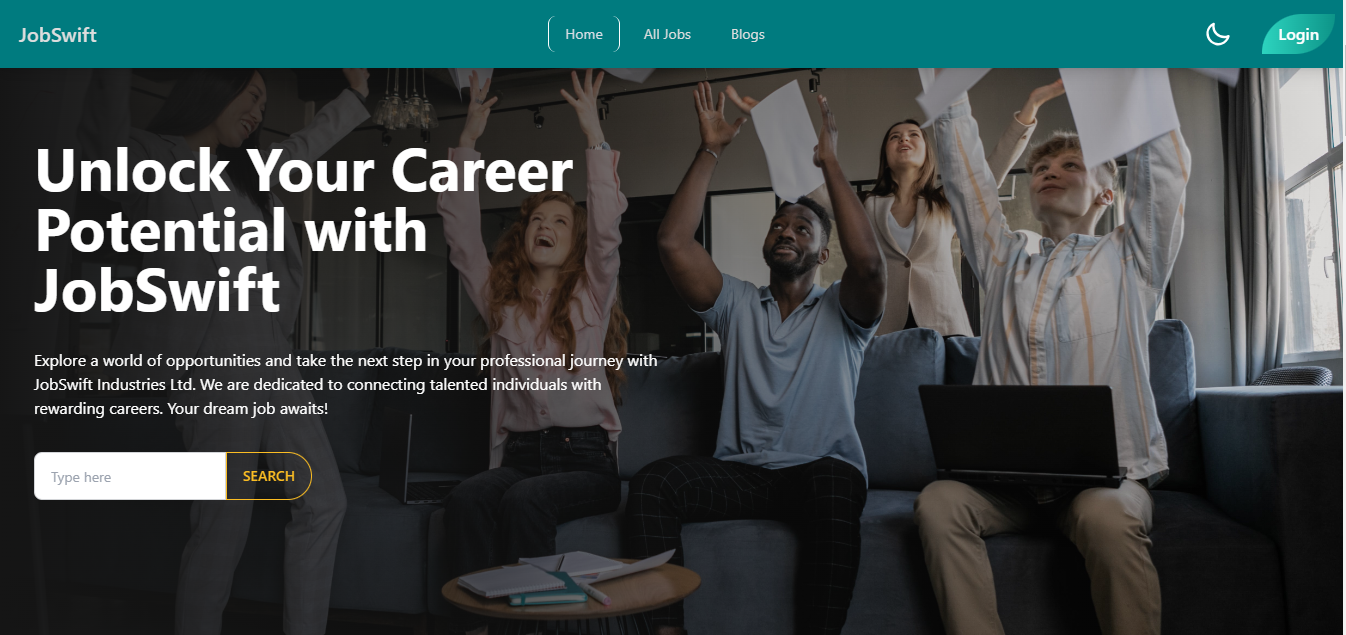 JobSwift
Home
All Jobs
Blogs
Login
Unlock Your Career
Potential with
JobSwift
Explore a world of opportunities and take the next step in your professional journey with
JobSwift Industries Ltd. We are dedicated to connecting talented individuals with
rewarding careers. Your dream job awaits!
Type here
SEARCH